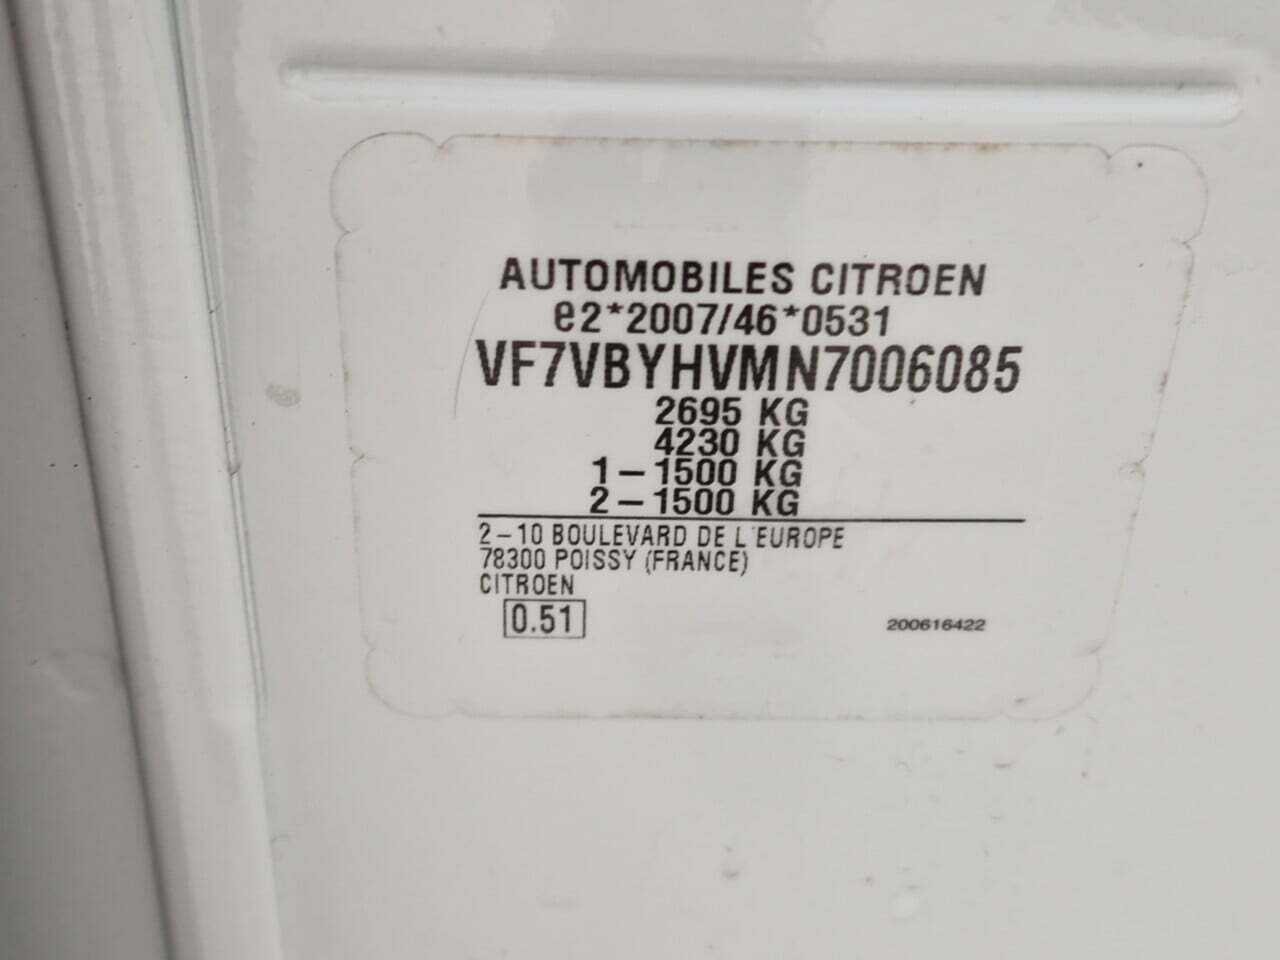 AUTOMOBILES CITROEN
e2*2007/46*0531
VF7VBYHVMN7006085
2695 KG
4230 KG
1-1500 KG
2-1500 KG
2-10 BOULEVARD DE L'EUROPE
78300 POISSY (FRANCE)
CITROEN
0.51
200616422